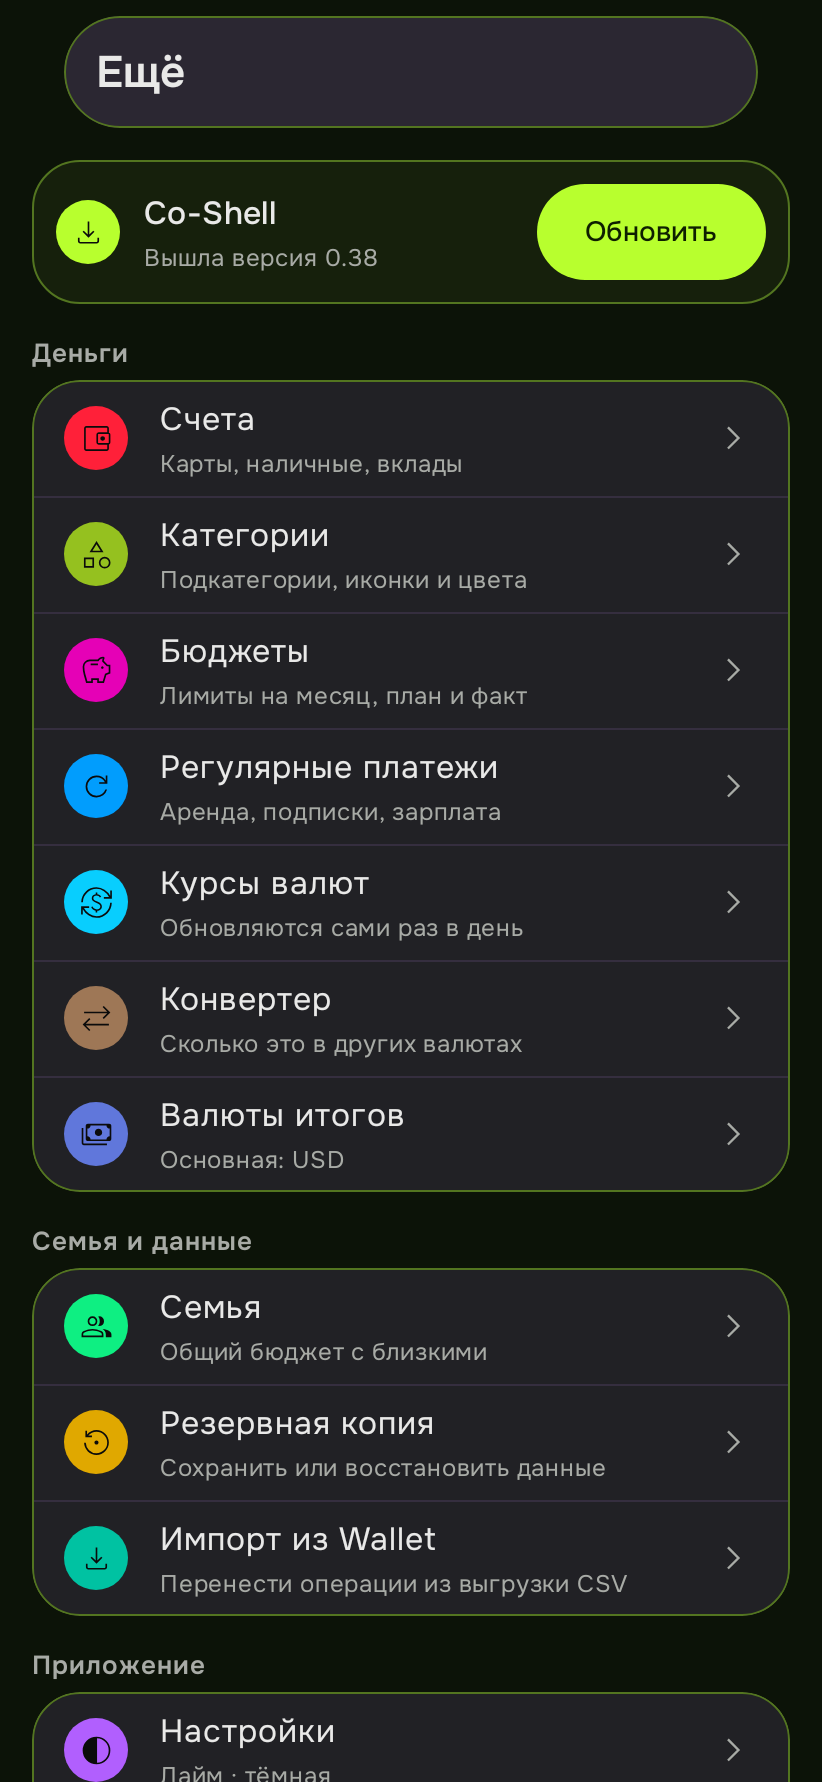 Ещё
Co-Shell
Вышла версия 0.38
Обновить
Деньги
Счета
Карты, наличные, вклады
Категории
Подкатегории, иконки и цвета
Бюджеты
Лимиты на месяц, план и факт
Регулярные платежи
Аренда, подписки, зарплата
Курсы валют
Обновляются сами раз в день
Конвертер
Сколько это в других валютах
Валюты итогов
Основная: USD
Семья и данные
Семья
Общий бюджет с близкими
Резервная копия
Сохранить или восстановить данные
Импорт из Wallet
Перенести операции из выгрузки CSV
Приложение
Настройки
Лайм · тёмная